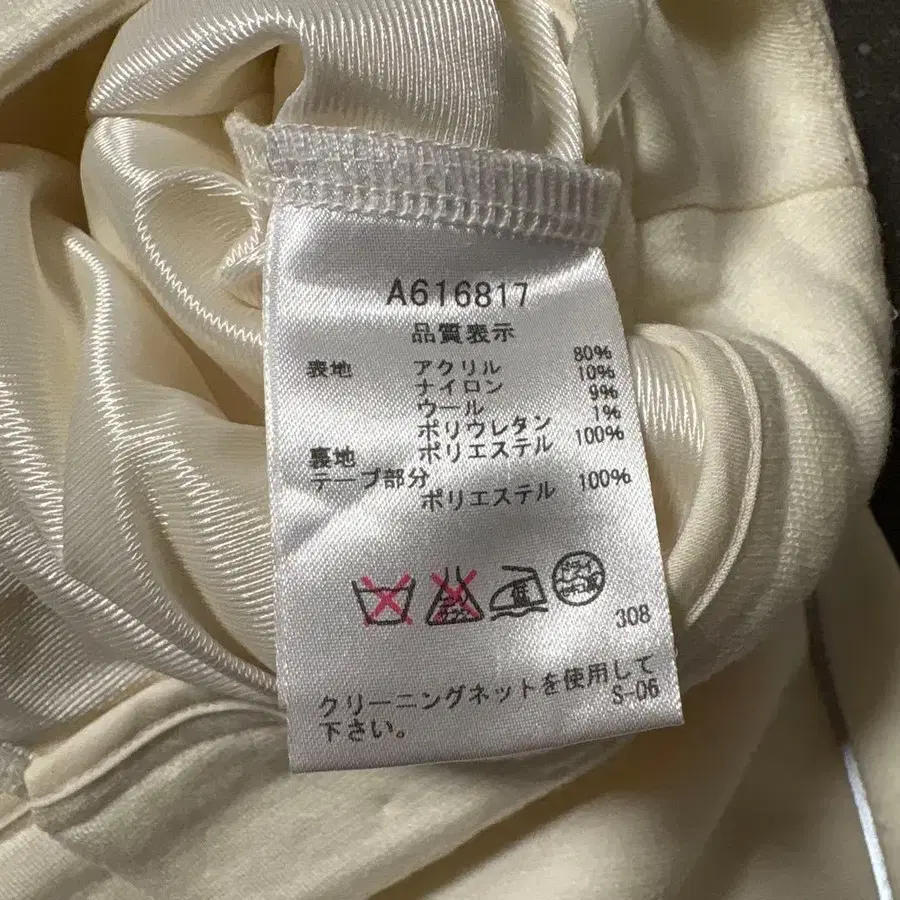 A616817
品質表示
表地 アクリル 80%
ナイロン 10%
ウール 9%
ポリウレタン 1%
裏地 ポリエステル 100%
テープ部分
ポリエステル 100%
ドライ
308
クリーニングネットを使用して
下さい。 S-06